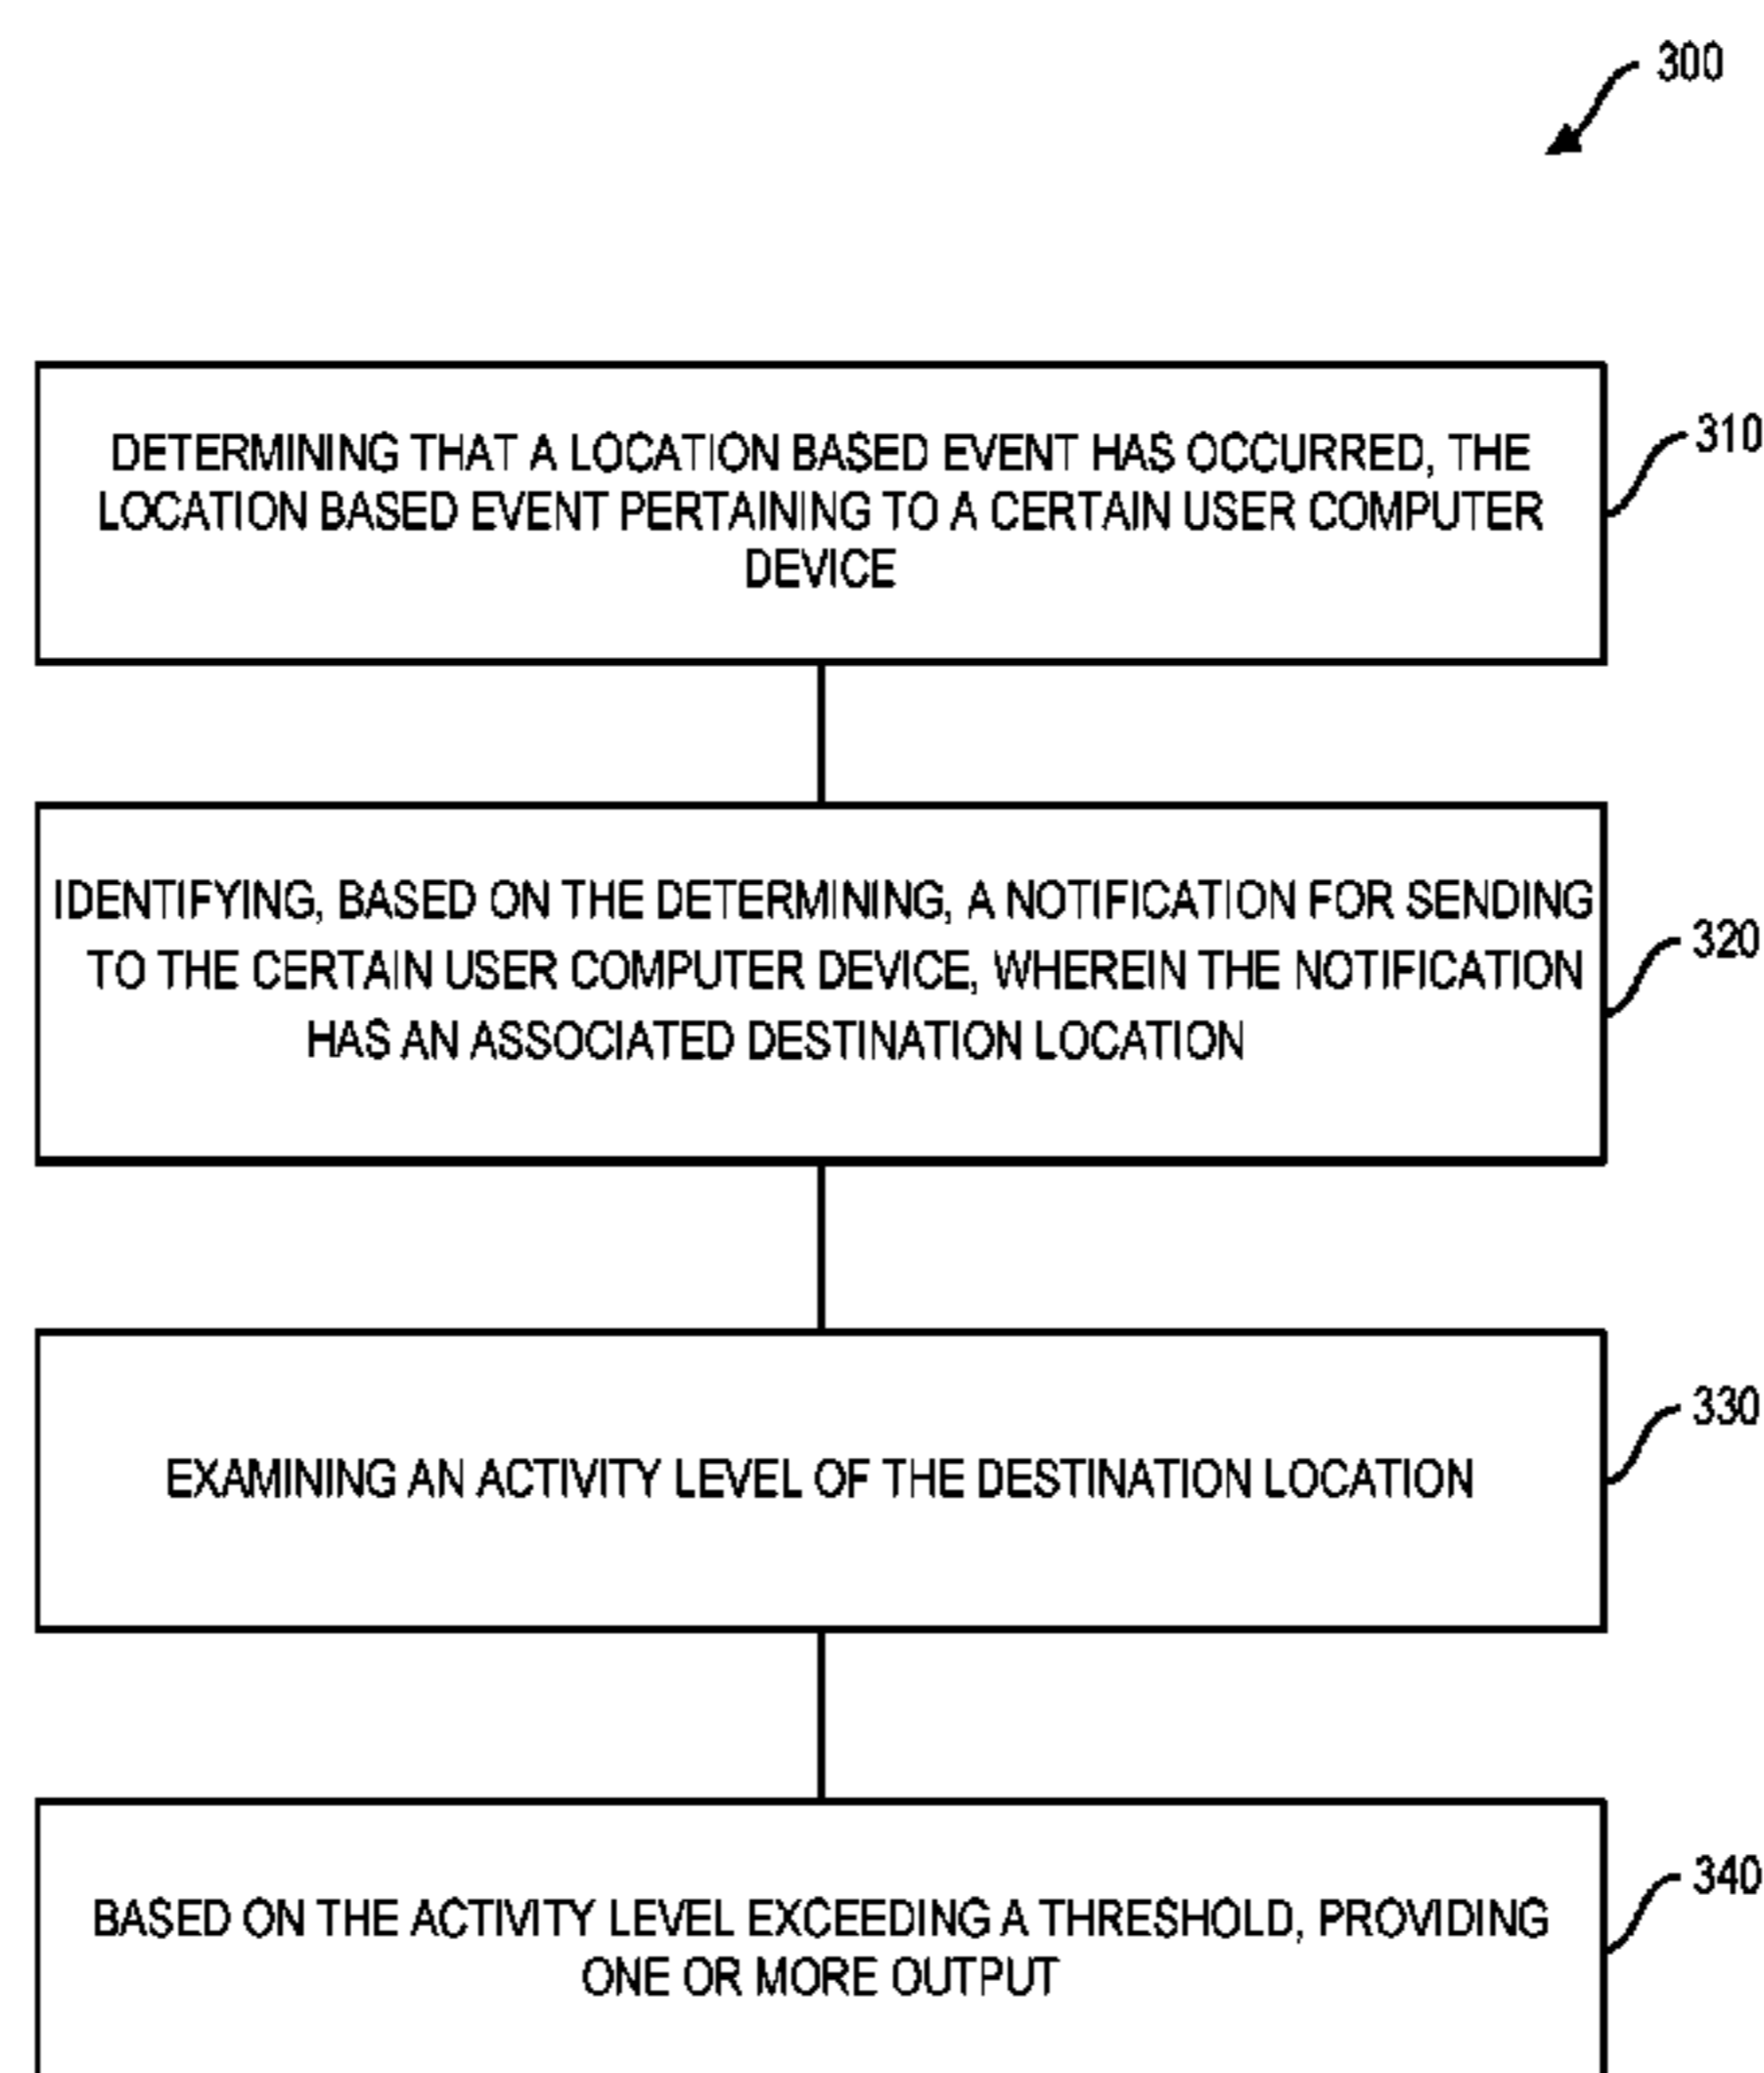 300
DETERMINING THAT A LOCATION BASED EVENT HAS OCCURRED, THE
LOCATION BASED EVENT PERTAINING TO A CERTAIN USER COMPUTER
DEVICE
310
IDENTIFYING, BASED ON THE DETERMINING, A NOTIFICATION FOR SENDING
TO THE CERTAIN USER COMPUTER DEVICE, WHEREIN THE NOTIFICATION
HAS AN ASSOCIATED DESTINATION LOCATION
320
EXAMINING AN ACTIVITY LEVEL OF THE DESTINATION LOCATION
330
BASED ON THE ACTIVITY LEVEL EXCEEDING A THRESHOLD, PROVIDING
ONE OR MORE OUTPUT
340